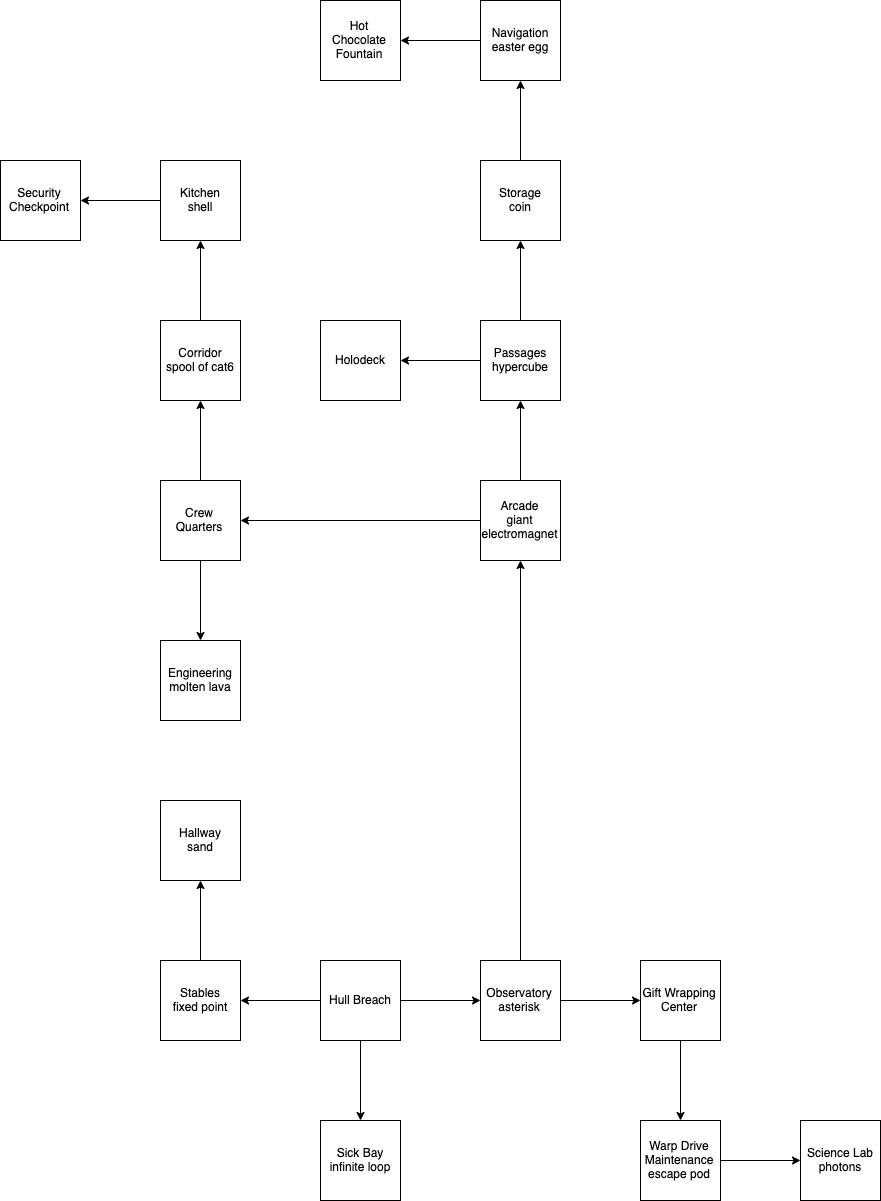 Hot
Chocolate
Fountain
Navigation
easter egg
Security
Checkpoint
Kitchen
shell
Storage
coin
Corridor
spool of cat6
Holodeck
Passages
hypercube
Crew
Quarters
Arcade
giant
electromagnet
Engineering
molten lava
Hallway
sand
Stables
fixed point
Hull Breach
Observatory
asterisk
Gift Wrapping
Center
Sick Bay
infinite loop
Warp Drive
Maintenance
escape pod
Science Lab
photons